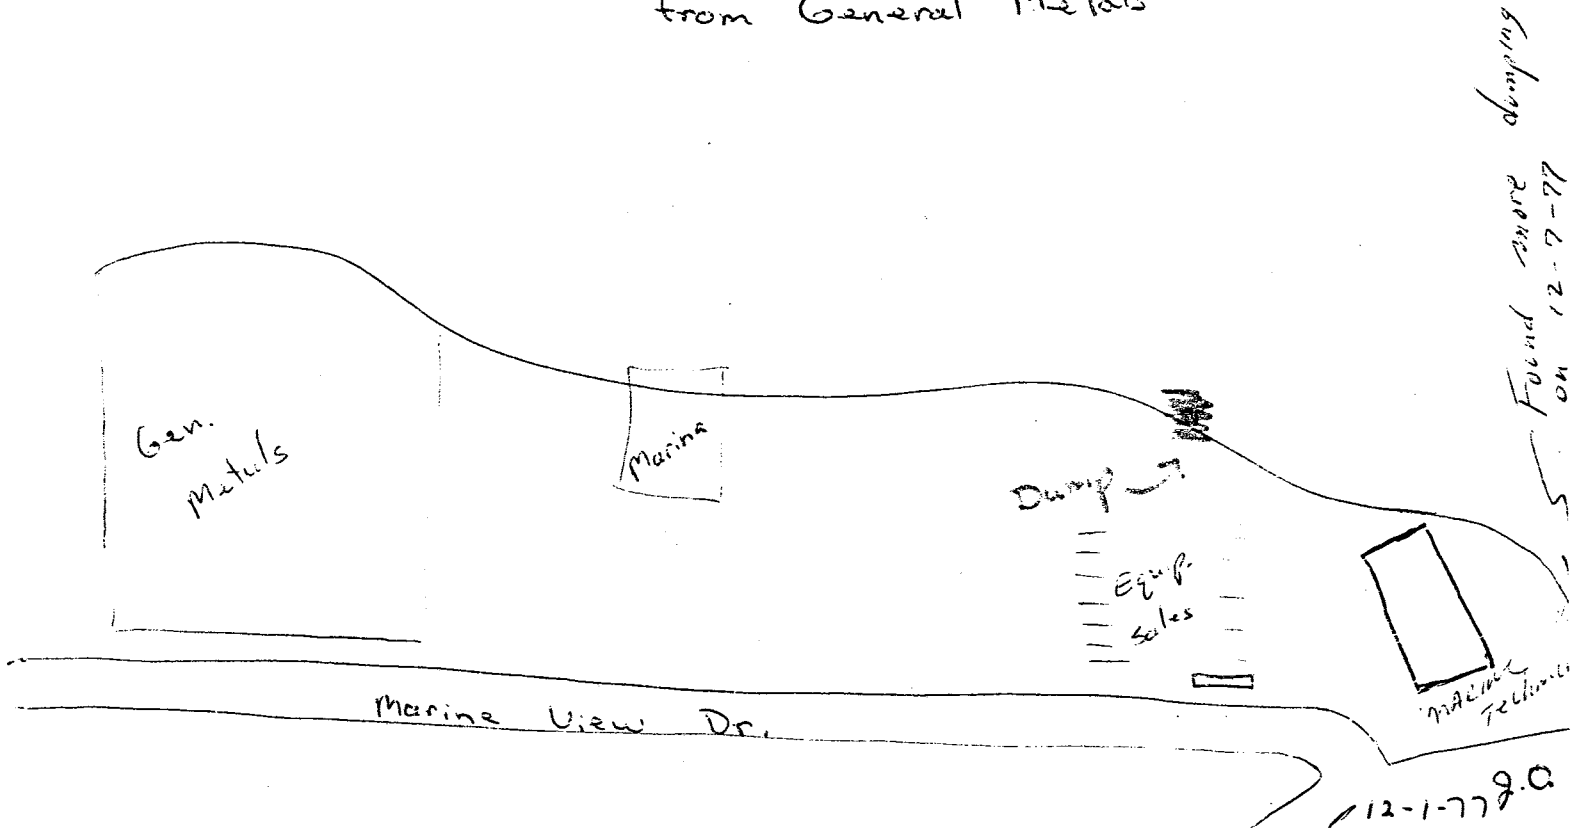 from General Metals
Found more dumping
on 12-7-77
Gen.
Metals
Marina
Dump
Equip.
Sales
Marine View Dr.
Marine
12-1-77 J.O.